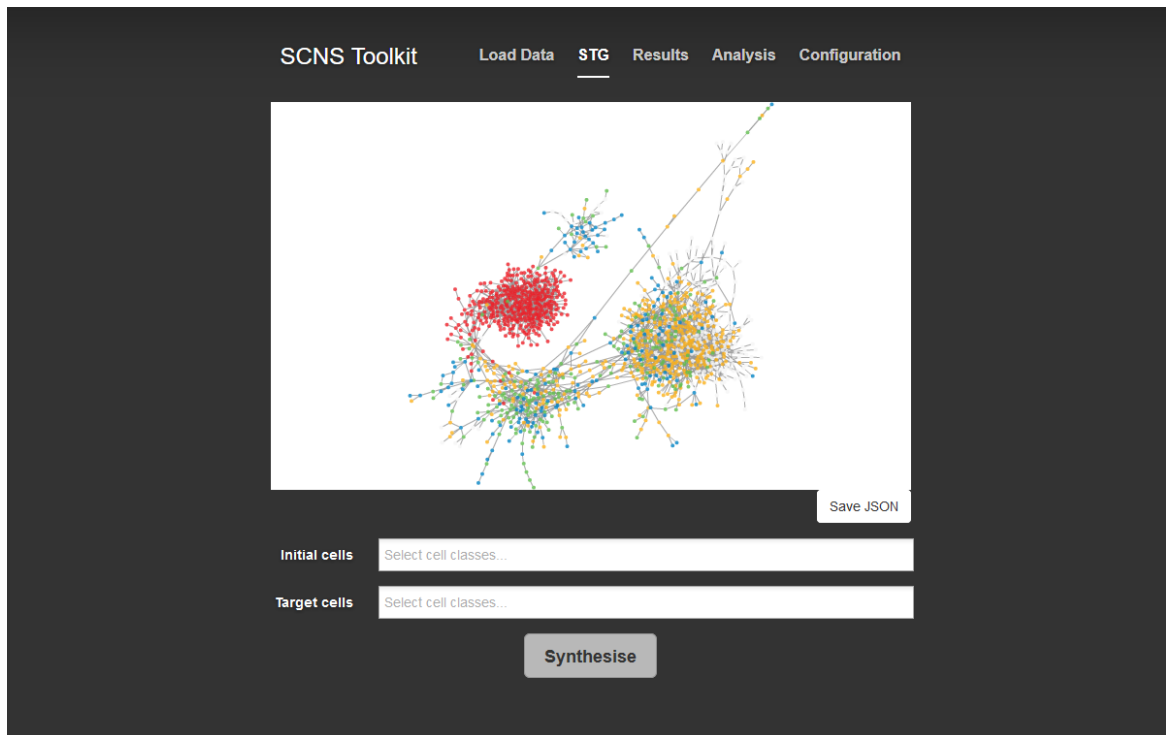 SCNS Toolkit Load Data STG Results Analysis Configuration
Save JSON
Initial cells Select cell classes...
Target cells Select cell classes...
Synthesise